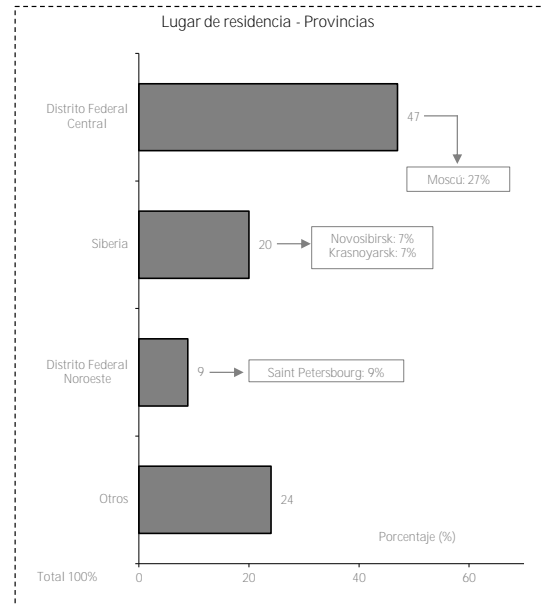 Lugar de residencia - Provincias
Distrito Federal
Central
47
Moscú: 27%
Siberia
20
Novosibirsk: 7%
Krasnoyarsk: 7%
Distrito Federal
Noroeste
9
Saint Petersbourg: 9%
Otros
24
Porcentaje (%)
Total 100%
0
20
40
60